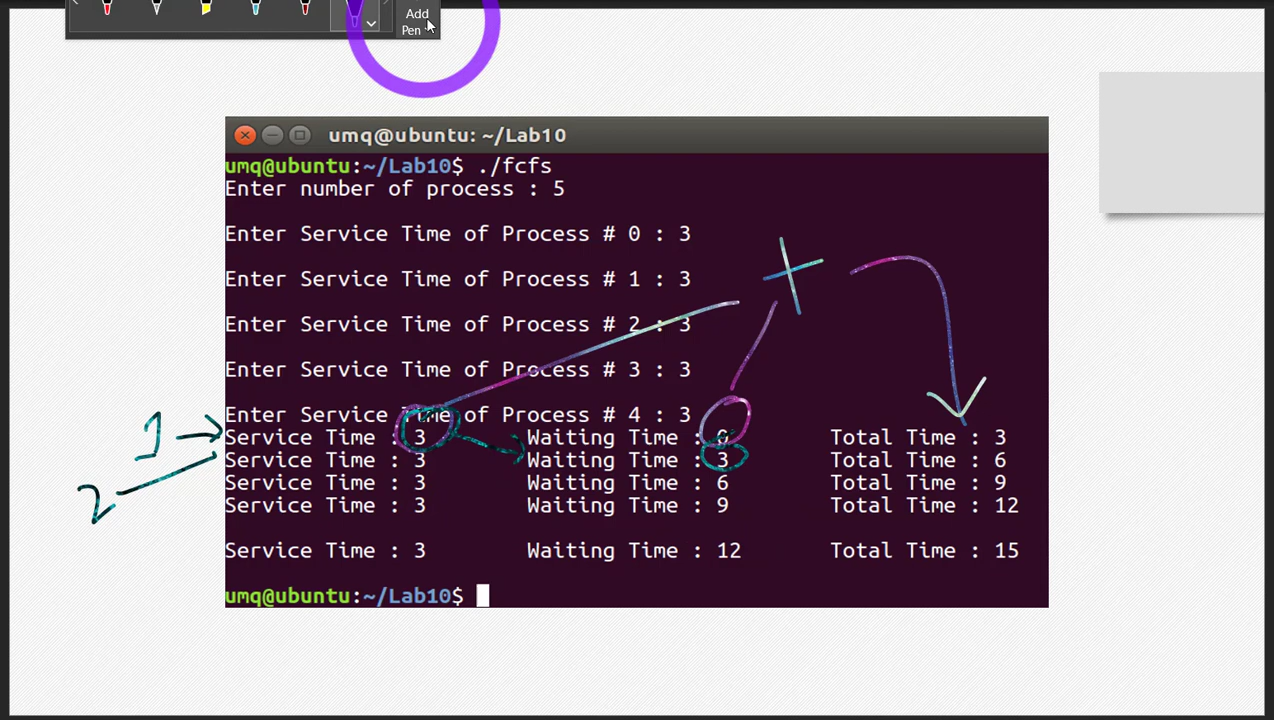 Add
Pen
umq@ubuntu: ~/Lab10
umq@ubuntu:~/Lab10$ ./fcfs
Enter number of process : 5
Enter Service Time of Process # 0 : 3
Enter Service Time of Process # 1 : 3
Enter Service Time of Process # 2 : 3
Enter Service Time of Process # 3 : 3
Enter Service Time of Process # 4 : 3
1 Service Time : 3 Waiting Time : 0 Total Time : 3
Service Time : 3 Waiting Time : 3 Total Time : 6
2 Service Time : 3 Waiting Time : 6 Total Time : 9
Service Time : 3 Waiting Time : 9 Total Time : 12
Service Time : 3 Waiting Time : 12 Total Time : 15
umq@ubuntu:~/Lab10$
+